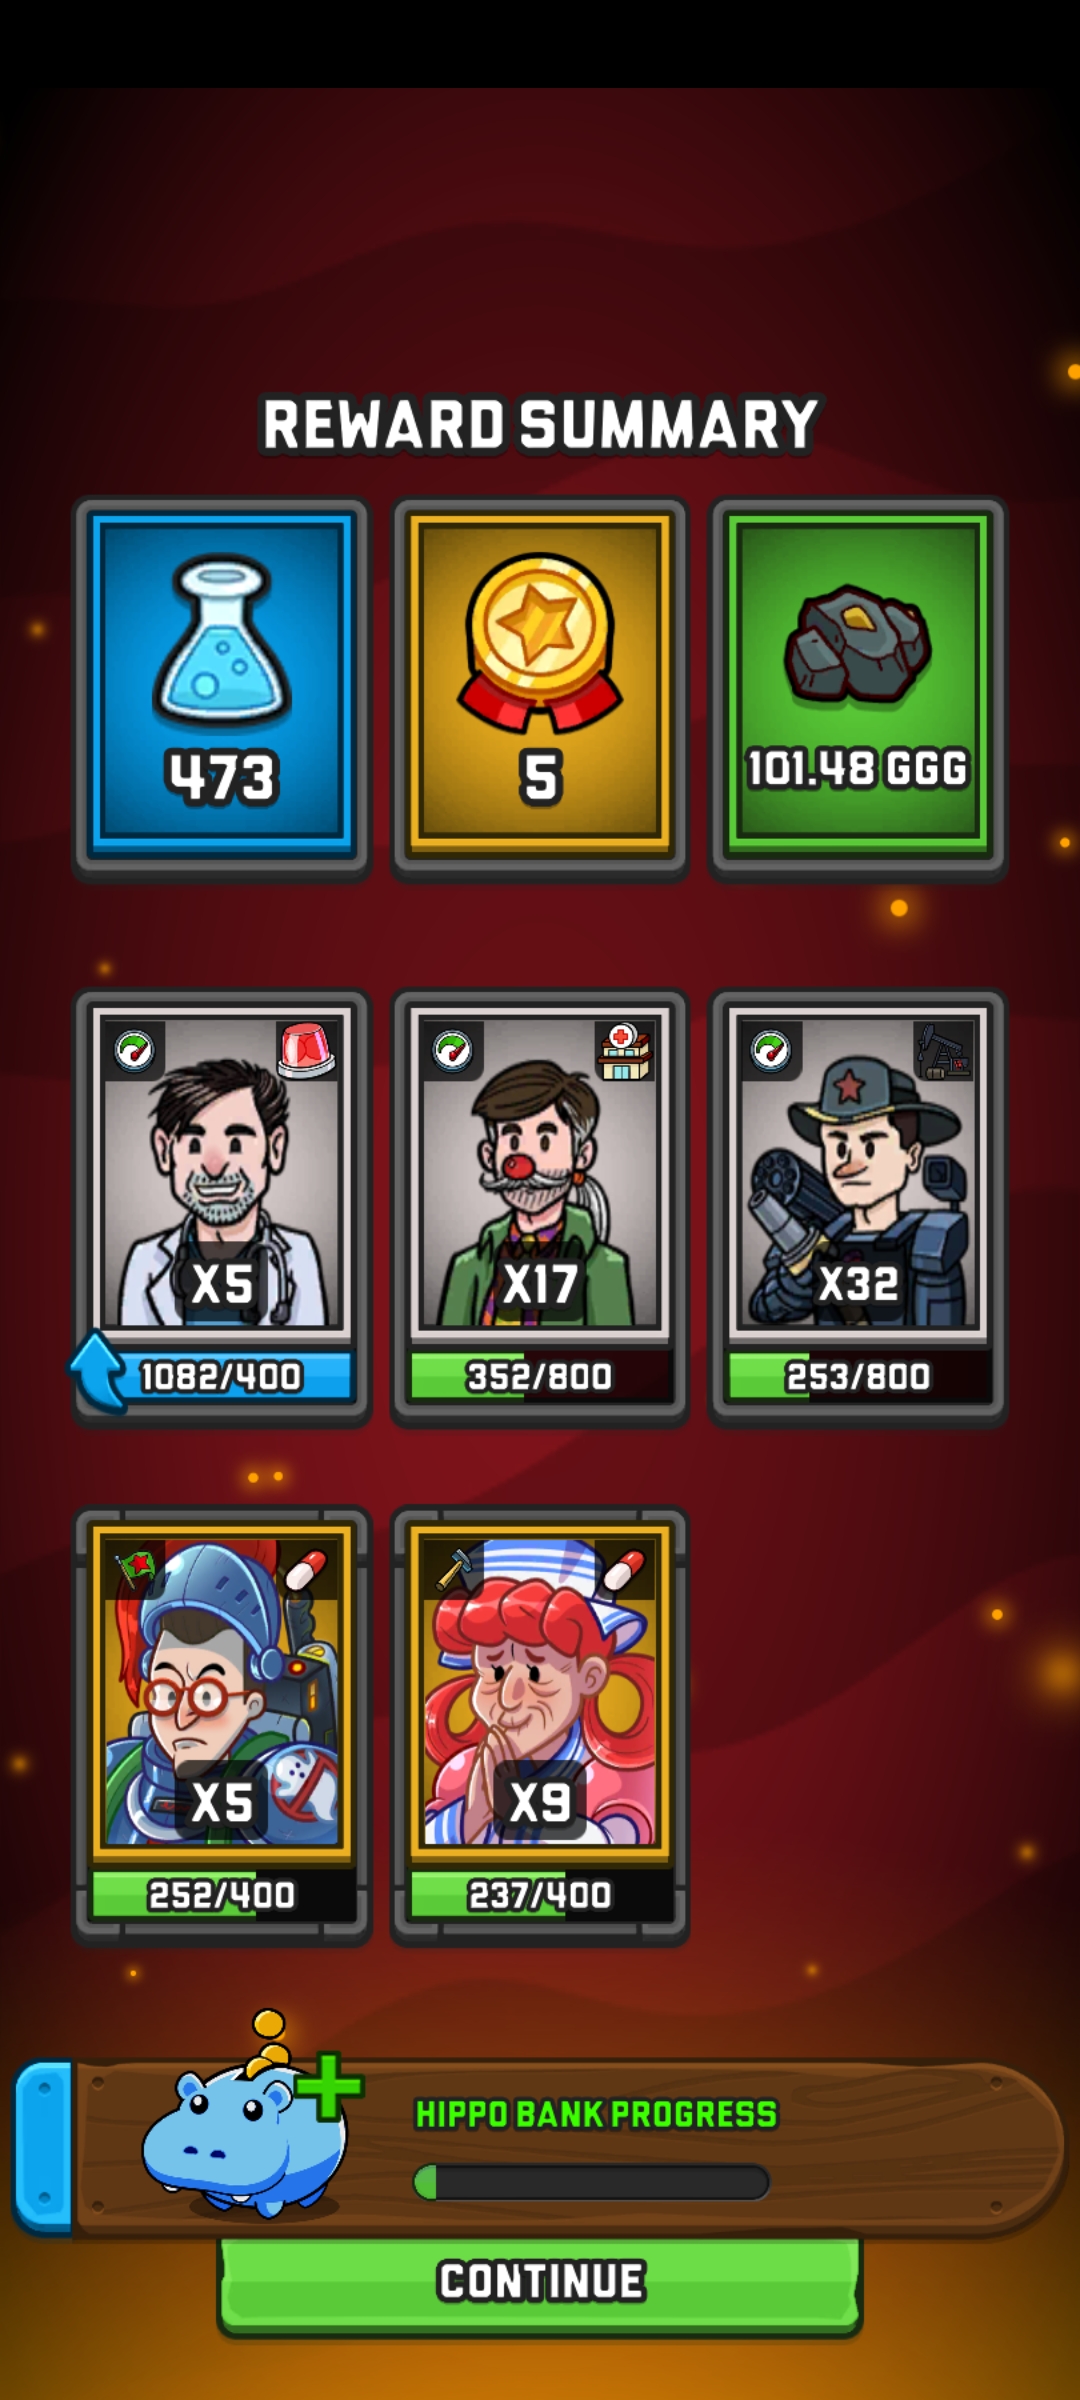 REWARD SUMMARY
473
5
101.48 GGG
X5
X17
X32
1082/400
352/800
253/800
X5
X9
252/400
237/400
HIPPO BANK PROGRESS
CONTINUE